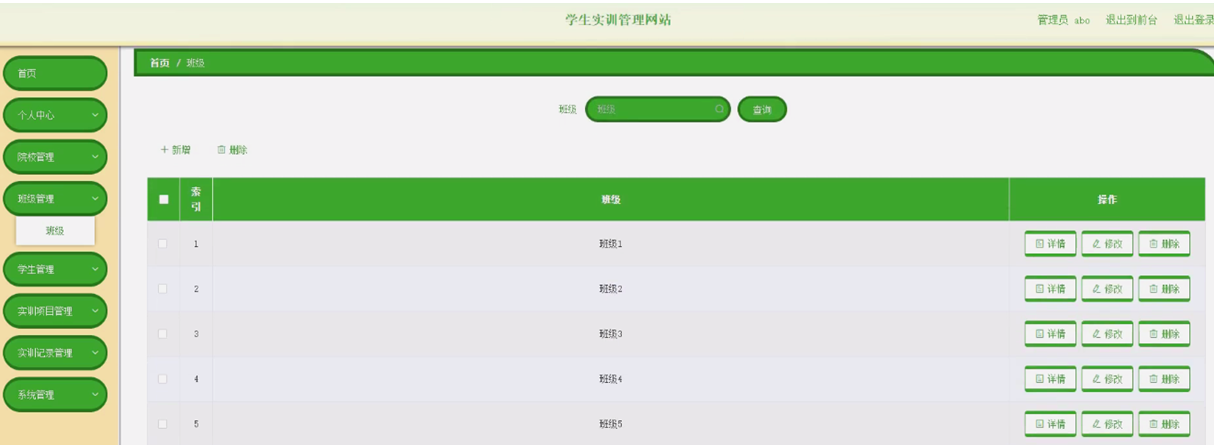 学生实训管理网站
管理员 abo 退出到前台 退出登录
首页
个人中心
院校管理
班级管理
班级
学生管理
实训项目管理
实训记录管理
系统管理
首页 / 班级
班级 班级 查询
+ 新增 删除
索引 班级 操作
1 班级1 详情 修改 删除
2 班级2 详情 修改 删除
3 班级3 详情 修改 删除
4 班级4 详情 修改 删除
5 班级5 详情 修改 删除